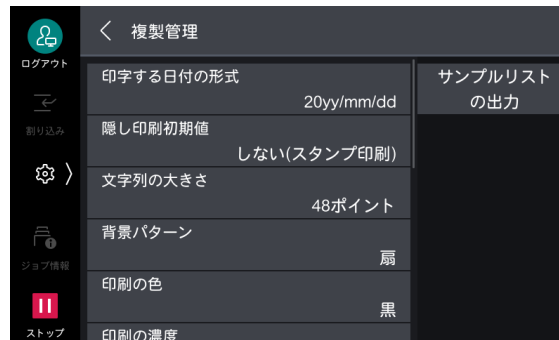 ログアウト
割り込み
ジョブ情報
ストップ
複製管理
印字する日付の形式
20yy/mm/dd
隠し印刷初期値
しない(スタンプ印刷)
文字列の大きさ
48ポイント
背景パターン
扇
印刷の色
黒
印刷の濃度
サンプルリスト
の出力